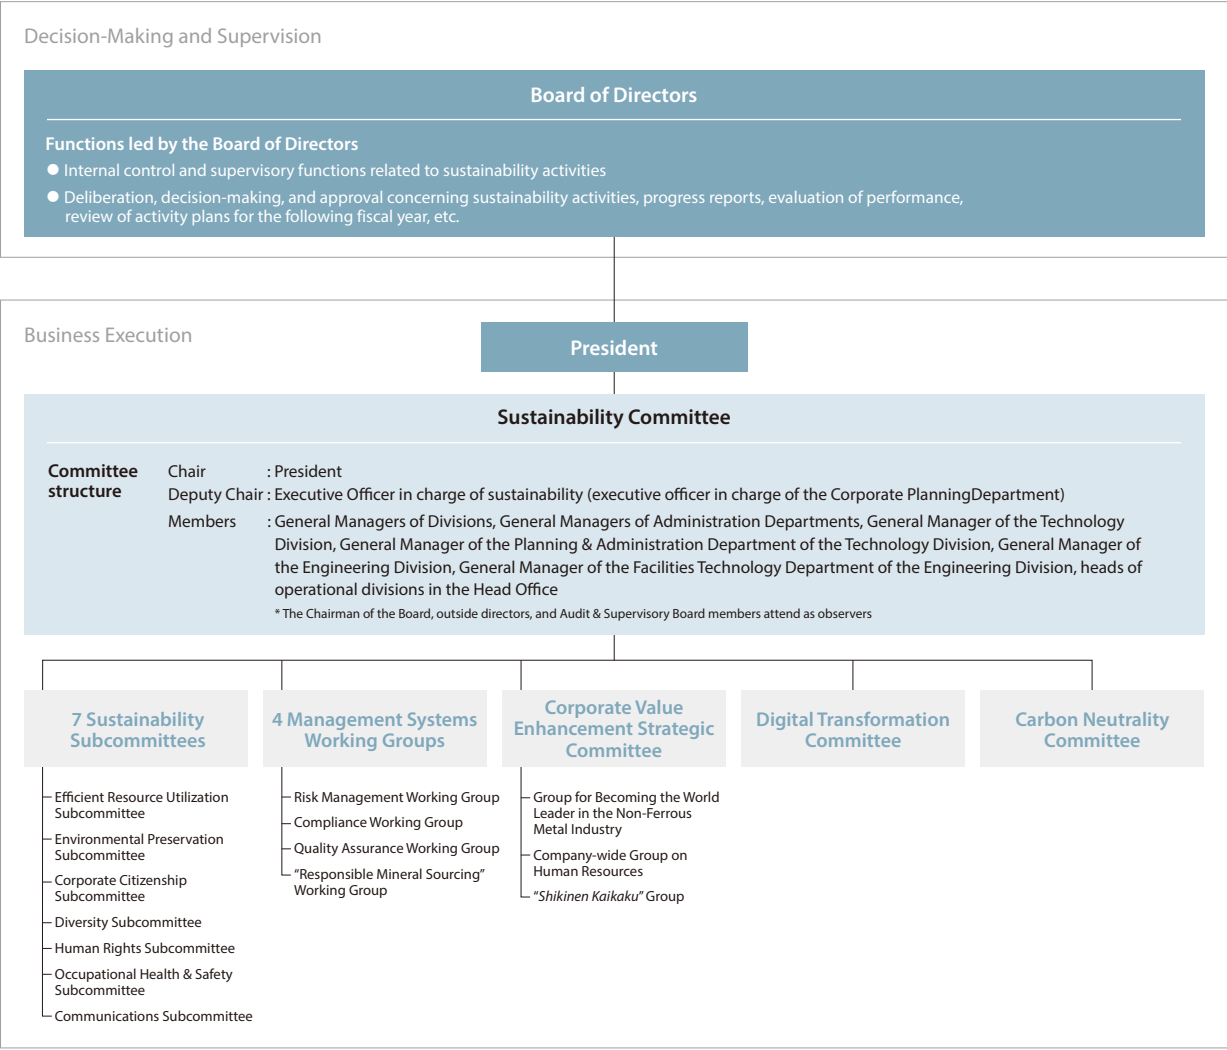 Decision-Making and Supervision
Board of Directors
Functions led by the Board of Directors
● Internal control and supervisory functions related to sustainability activities
● Deliberation, decision-making, and approval concerning sustainability activities, progress reports, evaluation of performance,
review of activity plans for the following fiscal year, etc.
Business Execution
President
Sustainability Committee
Committee
structure
Chair : President
Deputy Chair : Executive Officer in charge of sustainability (executive officer in charge of the Corporate PlanningDepartment)
Members : General Managers of Divisions, General Managers of Administration Departments, General Manager of the Technology
Division, General Manager of the Planning & Administration Department of the Technology Division, General Manager of
the Engineering Division, General Manager of the Facilities Technology Department of the Engineering Division, heads of
operational divisions in the Head Office
* The Chairman of the Board, outside directors, and Audit & Supervisory Board members attend as observers
7 Sustainability
Subcommittees
Efficient Resource Utilization
Subcommittee
Environmental Preservation
Subcommittee
Corporate Citizenship
Subcommittee
Diversity Subcommittee
Human Rights Subcommittee
Occupational Health & Safety
Subcommittee
Communications Subcommittee
4 Management Systems
Working Groups
Risk Management Working Group
Compliance Working Group
Quality Assurance Working Group
“Responsible Mineral Sourcing”
Working Group
Corporate Value
Enhancement Strategic
Committee
Group for Becoming the World
Leader in the Non-Ferrous
Metal Industry
Company-wide Group on
Human Resources
“Shikinen Kaikaku” Group
Digital Transformation
Committee
Carbon Neutrality
Committee